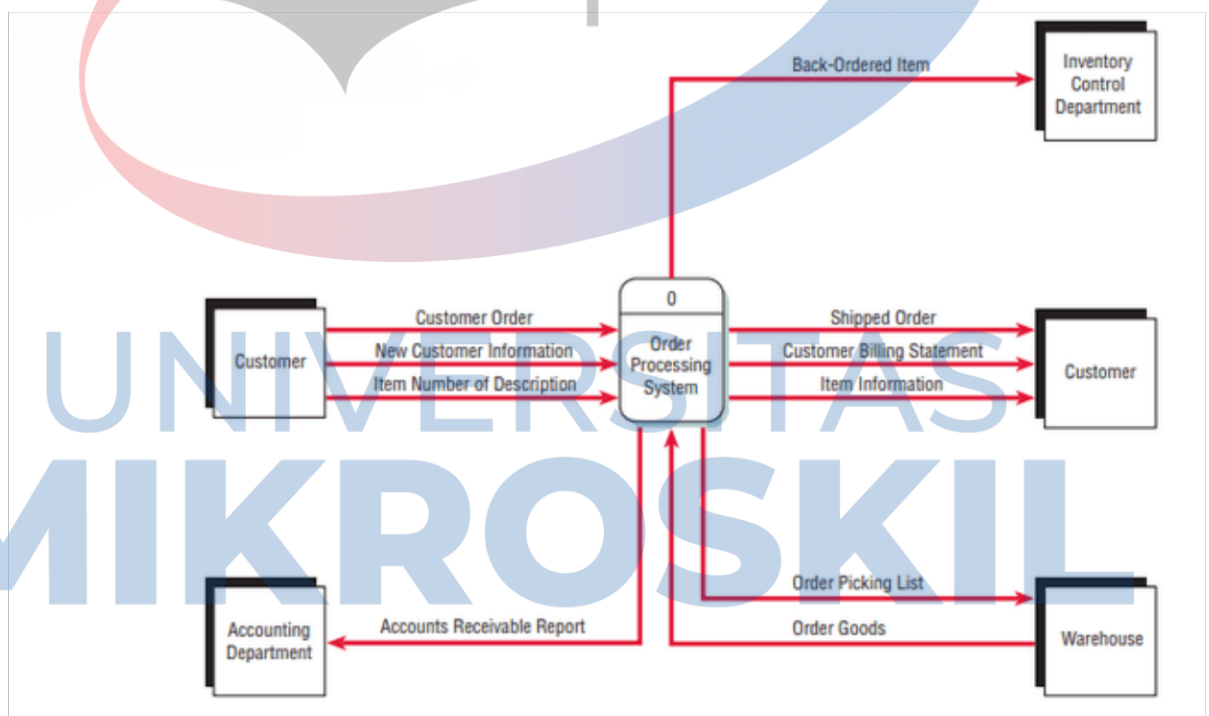 Back-Ordered Item
Inventory
Control
Department
0
Order
Processing
System
Customer
Customer Order
New Customer Information
Item Number of Description
Shipped Order
Customer Billing Statement
Item Information
Customer
UNIVERSITAS
MIKROSKIL
Accounting
Department
Accounts Receivable Report
Order Picking List
Order Goods
Warehouse